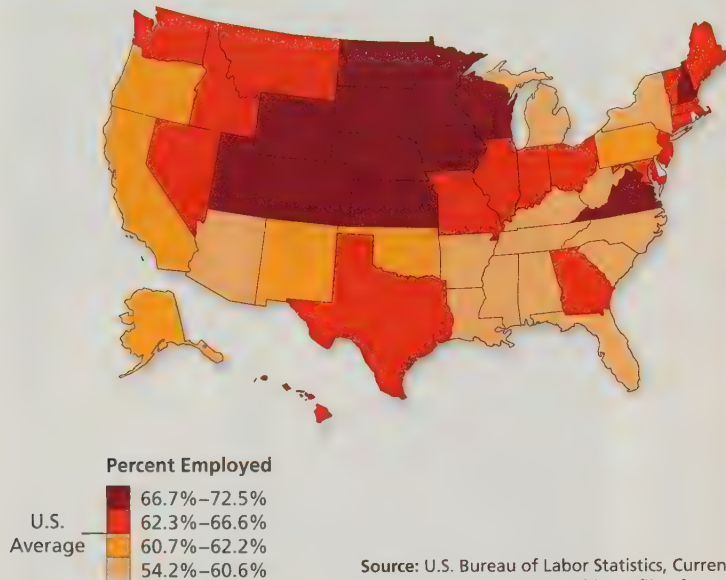 Percent Employed
66.7%–72.5%
62.3%–66.6%
U.S.
Average
60.7%–62.2%
54.2%–60.6%
Source: U.S. Bureau of Labor Statistics, Curren